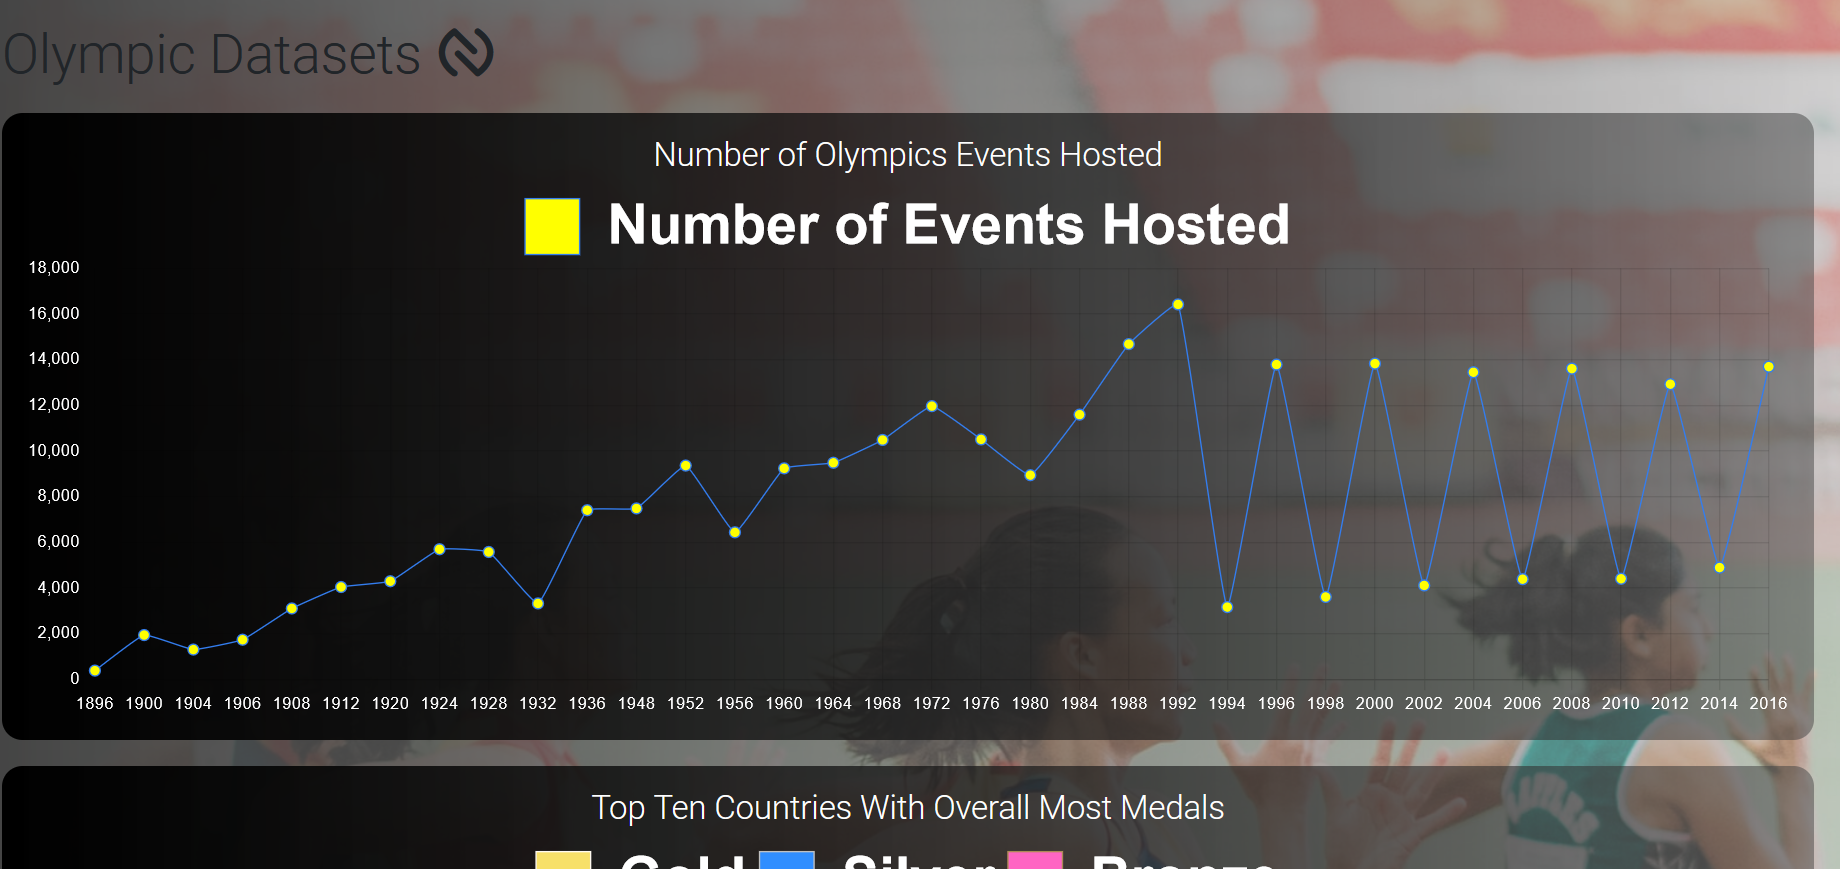 Olympic Datasets
Number of Olympics Events Hosted
Number of Events Hosted
18,000
16,000
14,000
12,000
10,000
8,000
6,000
4,000
2,000
0
1896 1900 1904 1906 1908 1912 1920 1924 1928 1932 1936 1948 1952 1956 1960 1964 1968 1972 1976 1980 1984 1988 1992 1994 1996 1998 2000 2002 2004 2006 2008 2010 2012 2014 2016
Top Ten Countries With Overall Most Medals
Gold Silver Bronze